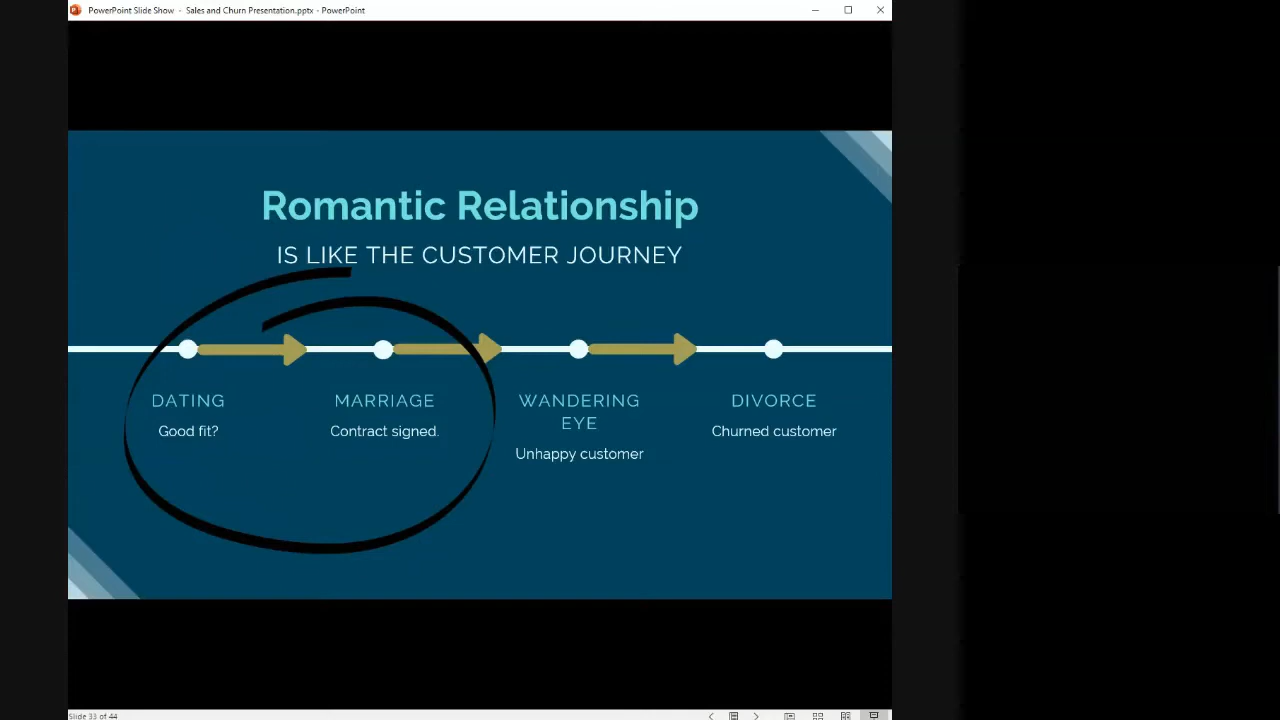 PowerPoint Slide Show - Sales and Churn Presentation.pptx - PowerPoint
Romantic Relationship
IS LIKE THE CUSTOMER JOURNEY
DATING
Good fit?
MARRIAGE
Contract signed.
WANDERING
EYE
Unhappy customer
DIVORCE
Churned customer
Slide 33 of 44